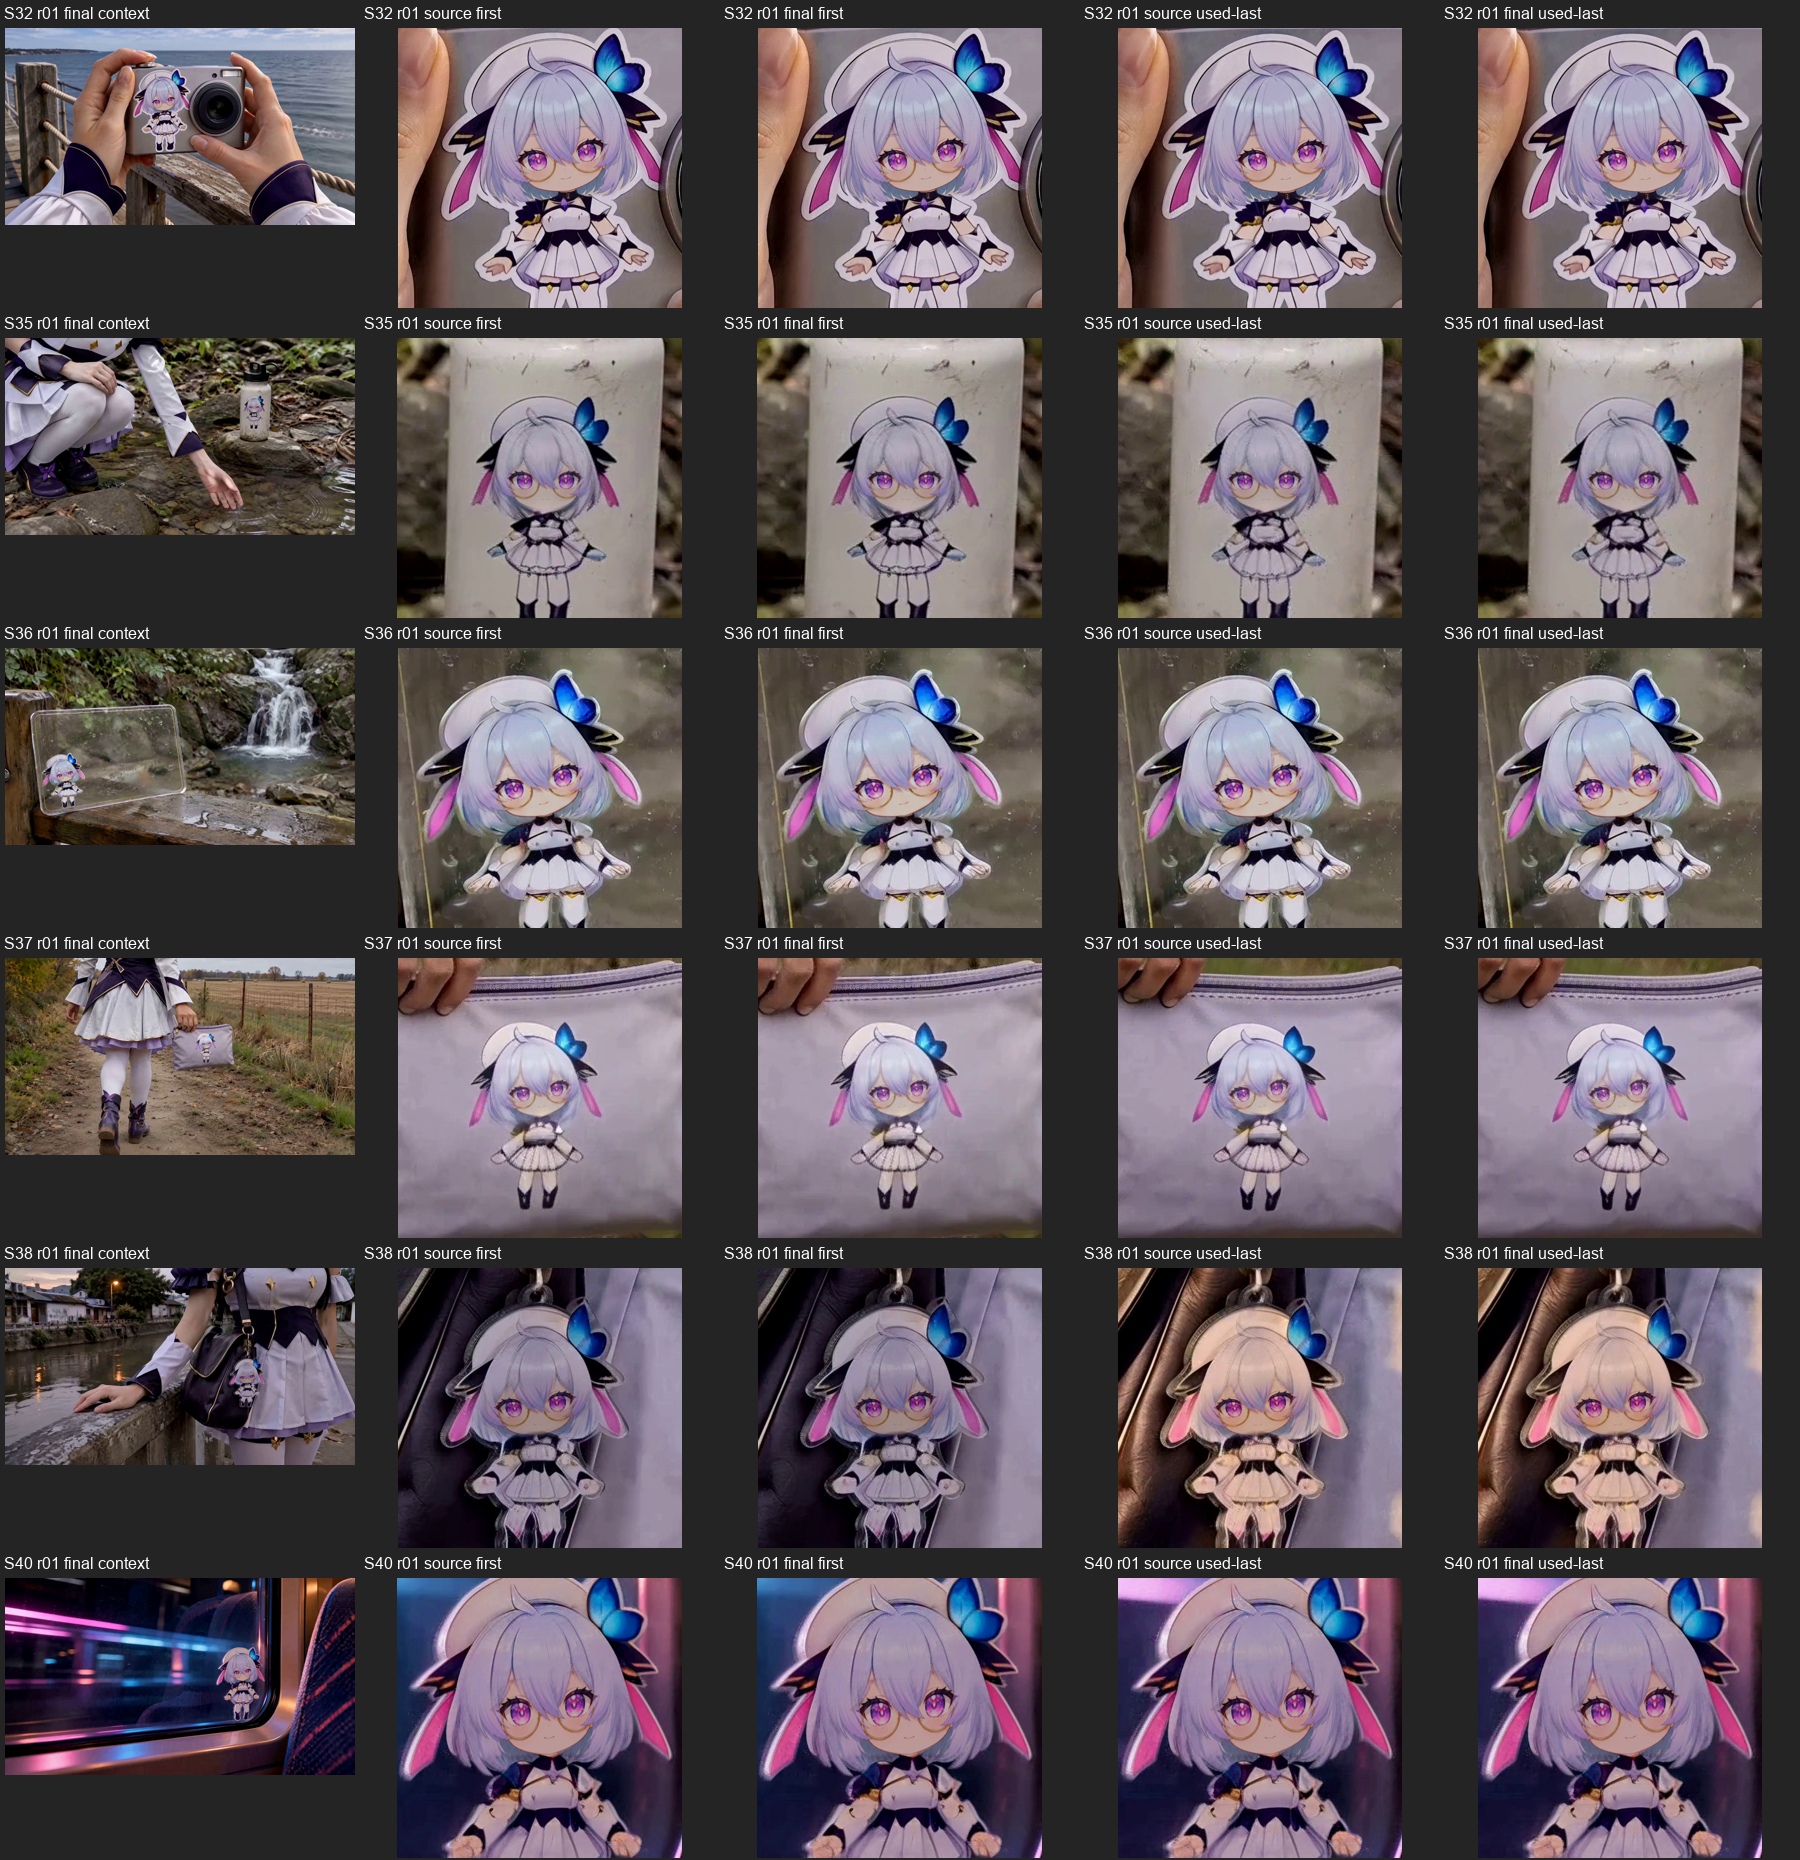 S32 r01 final context
S32 r01 source first
S32 r01 final first
S32 r01 source used-last
S32 r01 final used-last
S35 r01 final context
S35 r01 source first
S35 r01 final first
S35 r01 source used-last
S35 r01 final used-last
S36 r01 final context
S36 r01 source first
S36 r01 final first
S36 r01 source used-last
S36 r01 final used-last
S37 r01 final context
S37 r01 source first
S37 r01 final first
S37 r01 source used-last
S37 r01 final used-last
S38 r01 final context
S38 r01 source first
S38 r01 final first
S38 r01 source used-last
S38 r01 final used-last
S40 r01 final context
S40 r01 source first
S40 r01 final first
S40 r01 source used-last
S40 r01 final used-last